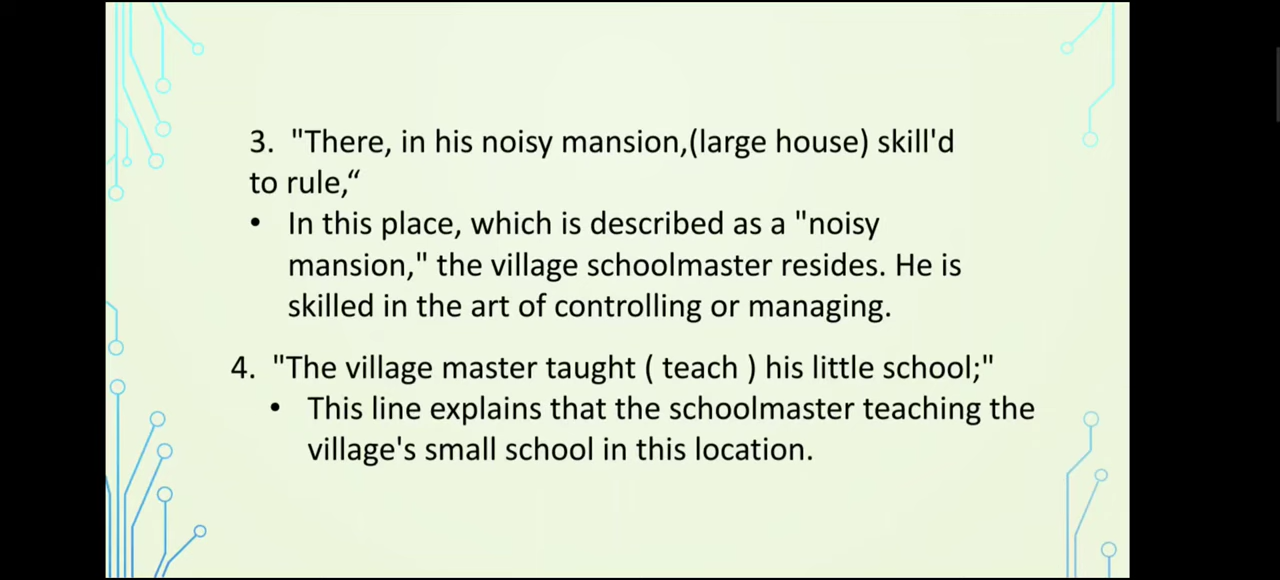 3. "There, in his noisy mansion,(large house) skill'd
to rule,“
• In this place, which is described as a "noisy
mansion," the village schoolmaster resides. He is
skilled in the art of controlling or managing.
4. "The village master taught ( teach ) his little school;"
• This line explains that the schoolmaster teaching the
village's small school in this location.